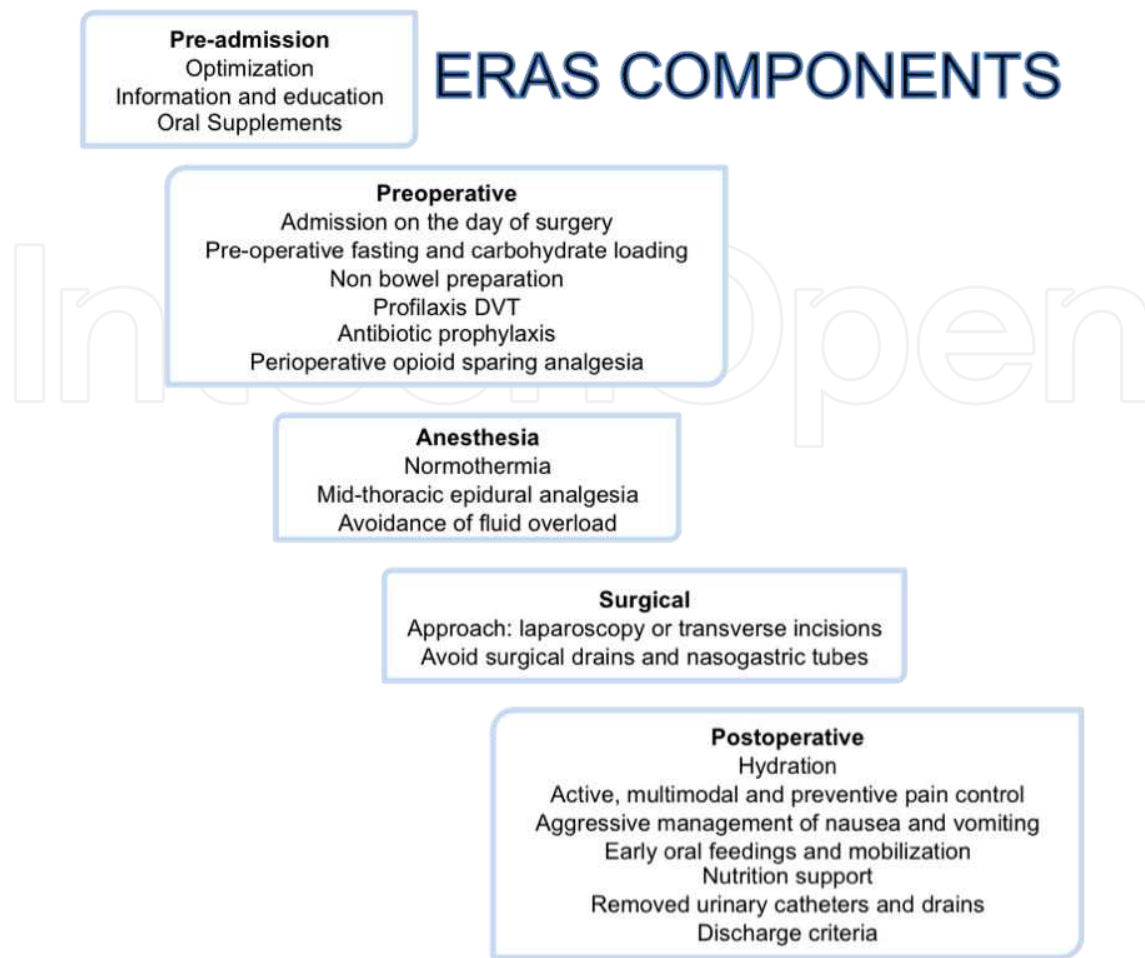 ERAS COMPONENTS
Pre-admission
Optimization
Information and education
Oral Supplements
Preoperative
Admission on the day of surgery
Pre-operative fasting and carbohydrate loading
Non bowel preparation
Profilaxis DVT
Antibiotic prophylaxis
Perioperative opioid sparing analgesia
Anesthesia
Normothermia
Mid-thoracic epidural analgesia
Avoidance of fluid overload
Surgical
Approach: laparoscopy or transverse incisions
Avoid surgical drains and nasogastric tubes
Postoperative
Hydration
Active, multimodal and preventive pain control
Aggressive management of nausea and vomiting
Early oral feedings and mobilization
Nutrition support
Removed urinary catheters and drains
Discharge criteria
IntechOpen